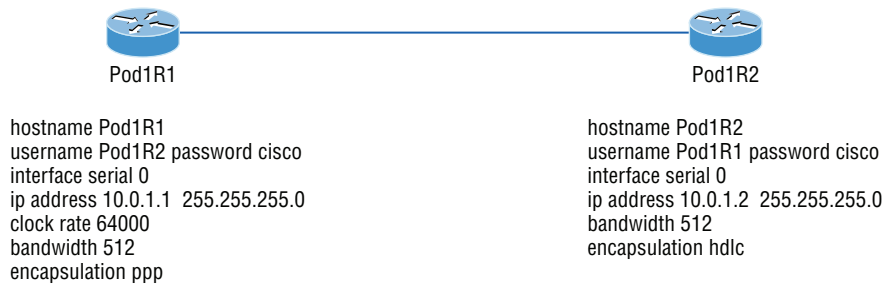 Pod1R1
Pod1R2
hostname Pod1R1
username Pod1R2 password cisco
interface serial 0
ip address 10.0.1.1 255.255.255.0
clock rate 64000
bandwidth 512
encapsulation ppp
hostname Pod1R2
username Pod1R1 password cisco
interface serial 0
ip address 10.0.1.2 255.255.255.0
bandwidth 512
encapsulation hdlc